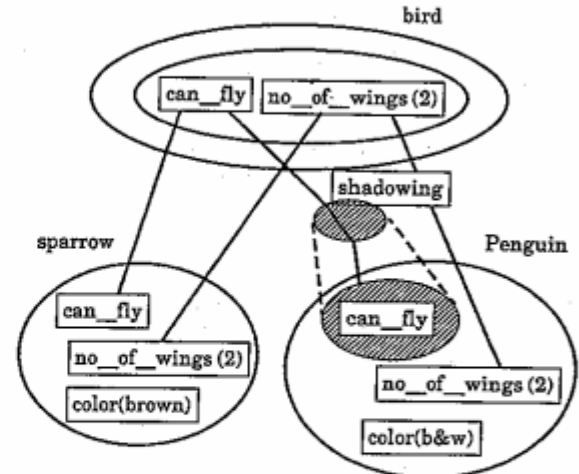 bird
can__fly
no__of__wings (2)
shadowing
sparrow
Penguin
can__fly
can__fly
no__of__wings (2)
no__of__wings (2)
color(brown)
color(b&w)